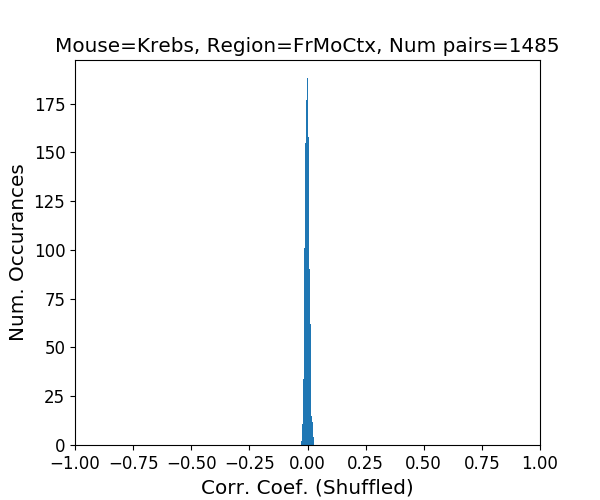 Mouse=Krebs, Region=FrMoCtx, Num pairs=1485
Num. Occurances
175
150
125
100
75
50
25
0
−1.00 −0.75 −0.50 −0.25 0.00 0.25 0.50 0.75 1.00
Corr. Coef. (Shuffled)